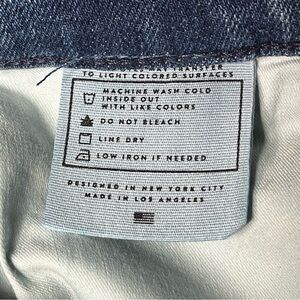 TRANSFER
TO LIGHT COLORED SURFACES
MACHINE WASH COLD
INSIDE OUT
WITH LIKE COLORS
DO NOT BLEACH
LINE DRY
LOW IRON IF NEEDED
DESIGNED IN NEW YORK CITY
MADE IN LOS ANGELES